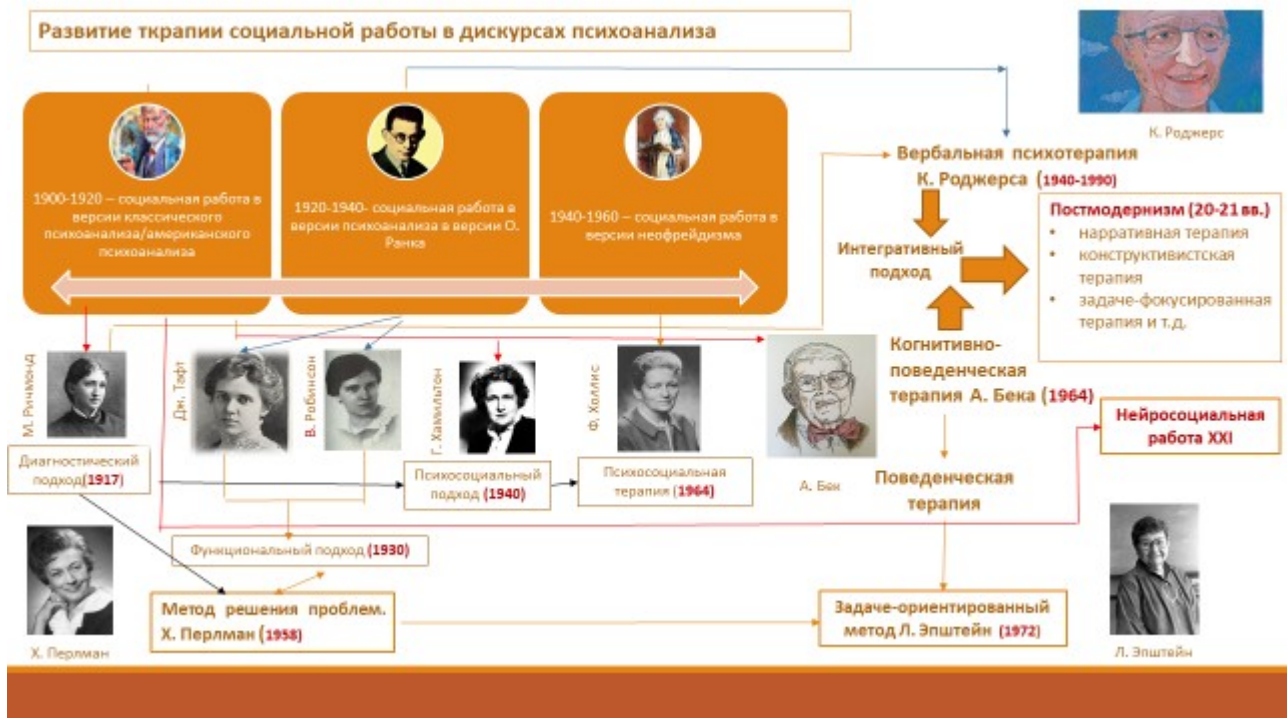 Развитие ткрапии социальной работы в дискурсах психоанализа
К. Роджерс
1900-1920 – социальная работа в
версии классического
психоанализа/американского
психоанализа
1920-1940- социальная работа в
версии психоанализа в версии О.
Ранка
1940-1960 – социальная работа в
версии неофрейдизма
Вербальная психотерапия
К. Роджерса (1940-1990)
Интегративный
подход
Постмодернизм (20-21 вв.)
• нарративная терапия
• конструктивистская
терапия
• задаче-фокусированная
терапия и т.д.
Когнитивно-
поведенческая
терапия А. Бека (1964)
М. Ричмонд
Дж. Тафт
В. Робинсон
Г. Хамильтон
Ф. Холлис
А. Бек
Нейросоциальная
работа XXI
Диагностический
подход(1917)
Психосоциальный
подход (1940)
Психосоциальная
терапия (1964)
Поведенческая
терапия
Функциональный подход (1930)
Метод решения проблем.
Х. Перлман (1958)
Задаче-ориентированный
метод Л. Эпштейн (1972)
Х. Перлман
Л. Эпштейн